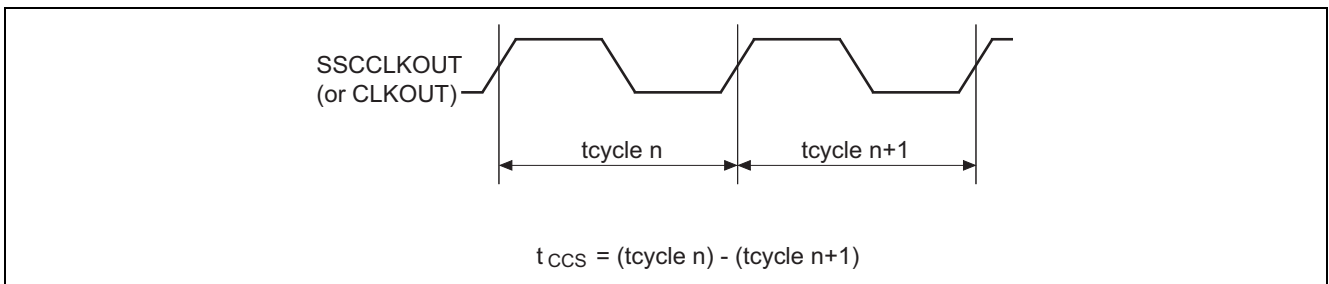 SSCCLKOUT
(or CLKOUT)
tcycle n
tcycle n+1
t CCS = (tcycle n) - (tcycle n+1)